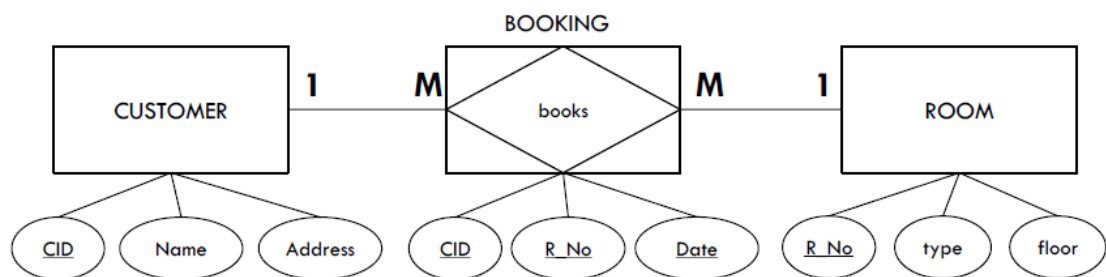 BOOKING
CUSTOMER 1 M books M 1 ROOM
CID Name Address CID R_No Date R_No type floor